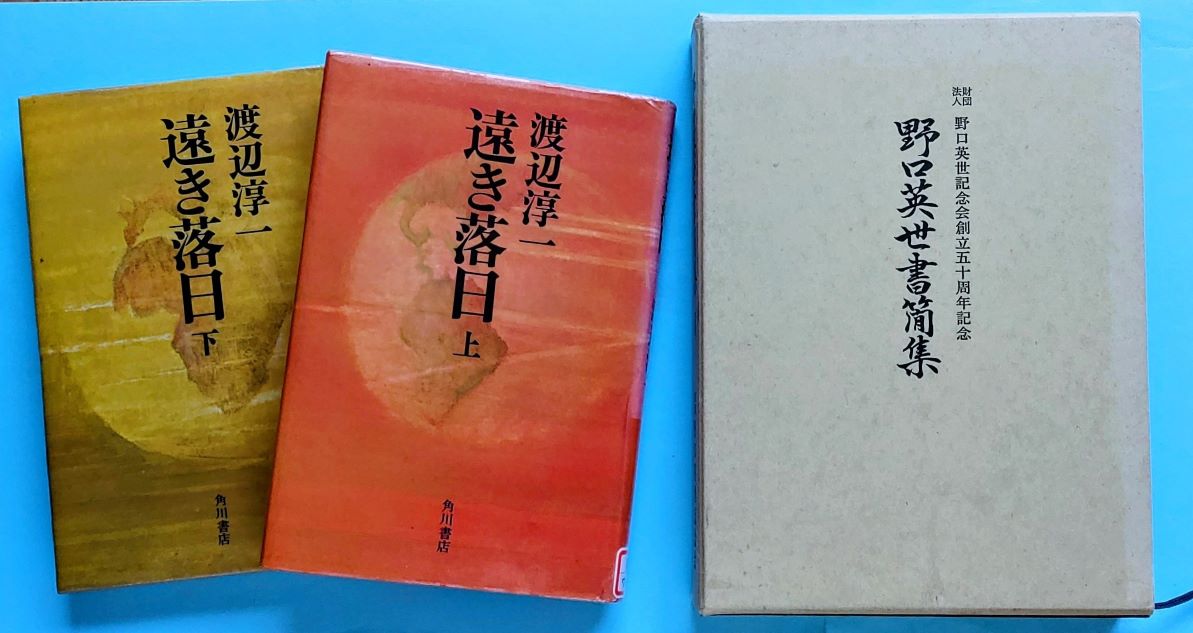 渡辺淳一
遠き落日
下
角川書店
渡辺淳一
遠き落日
上
角川書店
財団法人
野口英世記念会創立五十周年記念
野口英世書簡集